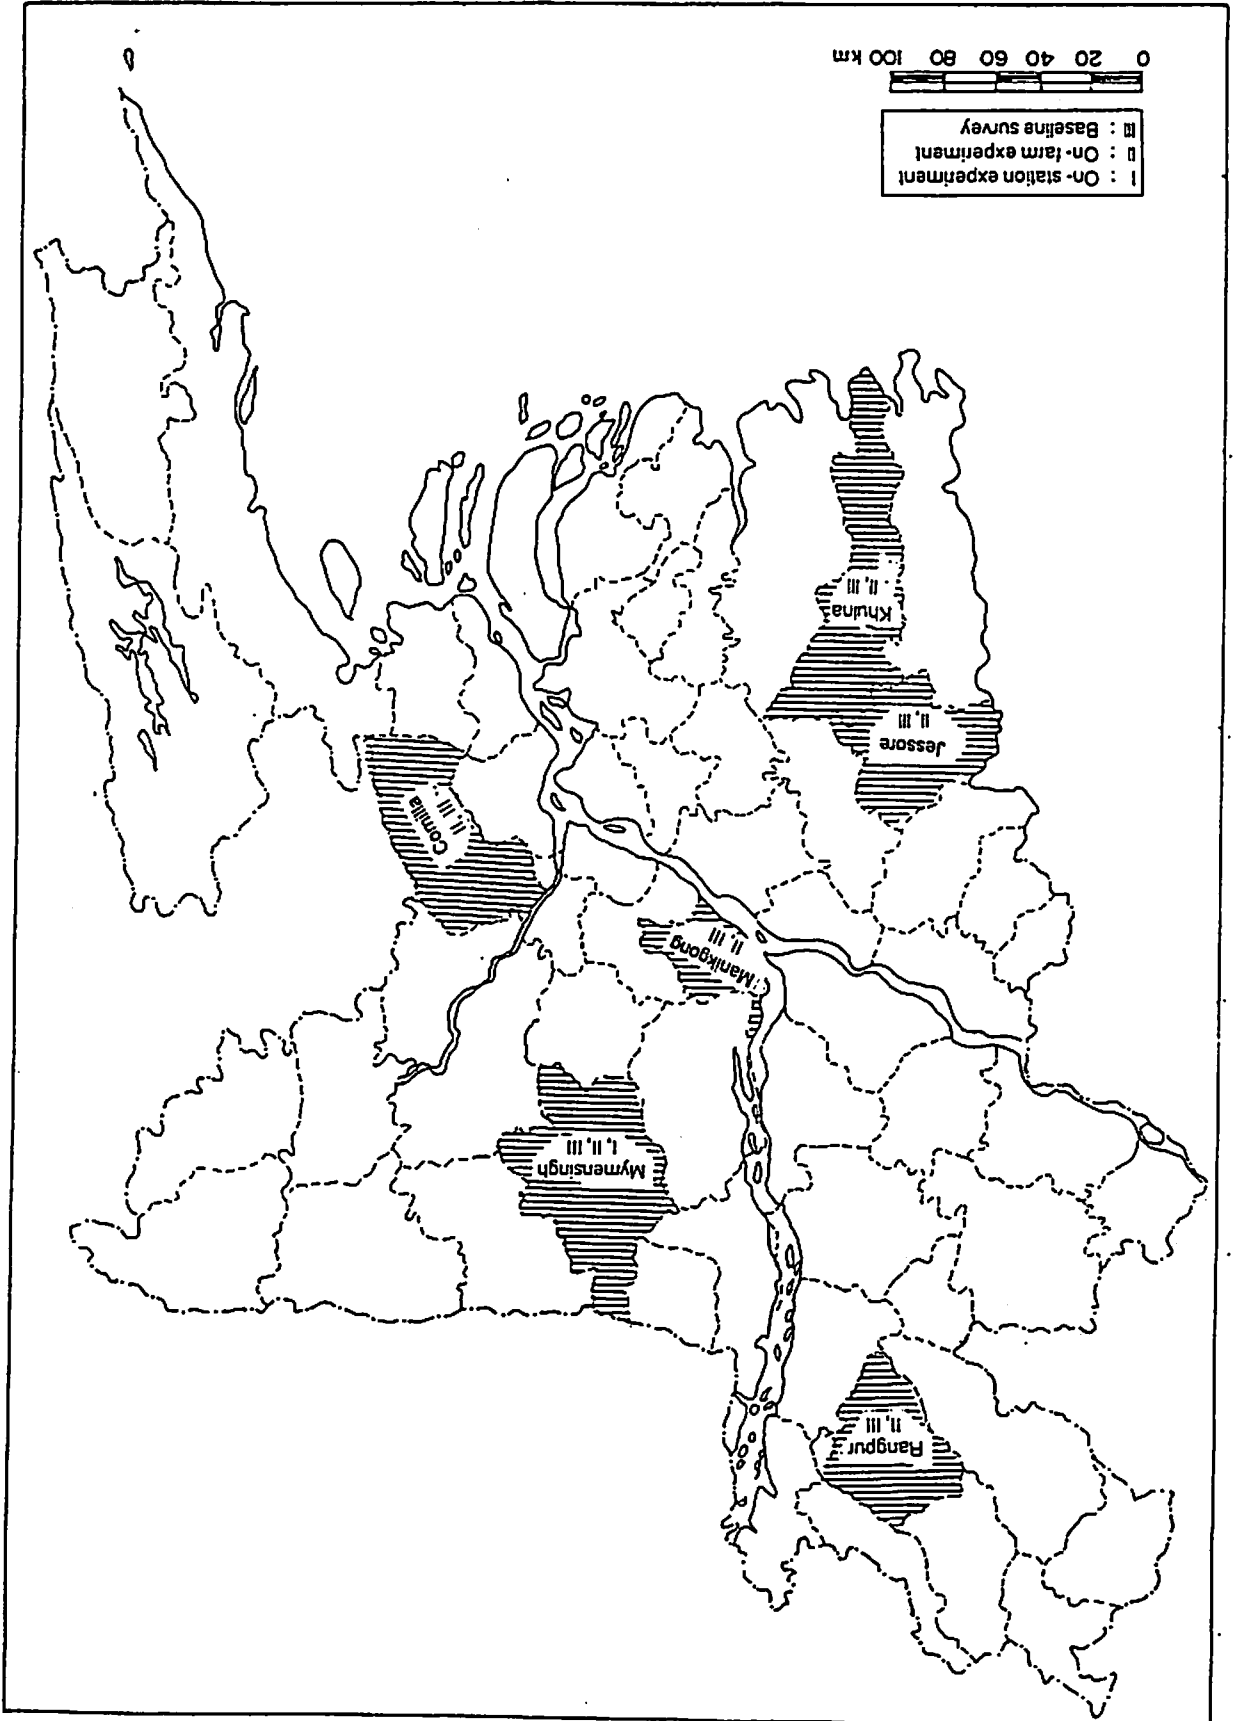 Rangpur
II, III
Mymensingh
I, II, III
Manikgong
II, III
Comilla
II, III
Jessore
II, III
Khulna
II, III
I : On-station experiment
II : On-farm experiment
III : Baseline survey
0 20 40 60 80 100 km